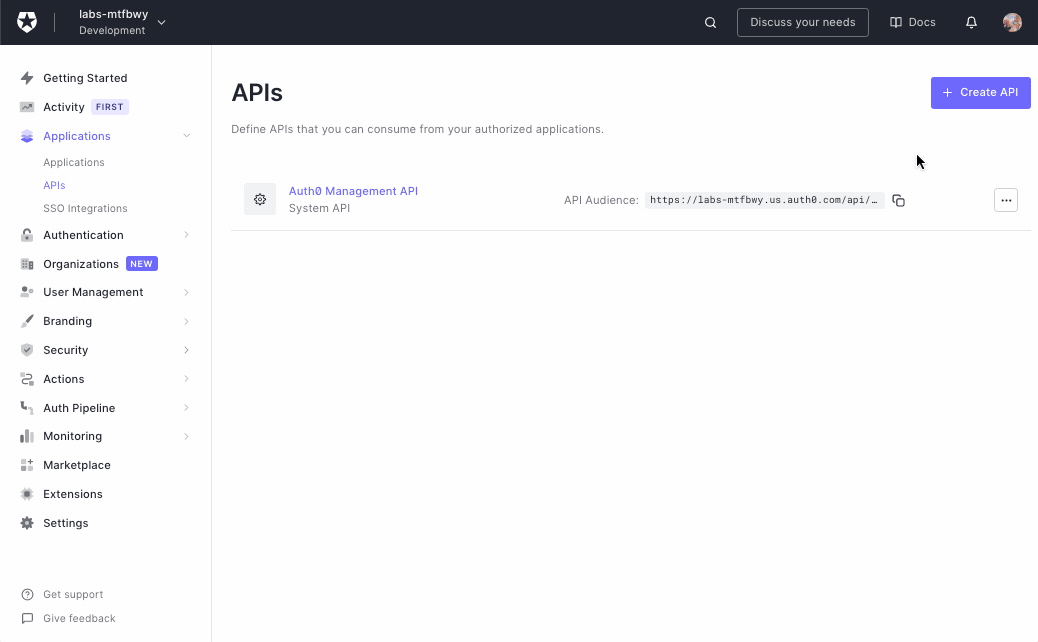 labs-mtfbwy
Development
Discuss your needs
Docs
Getting Started
Activity FIRST
Applications
Applications
APIs
SSO Integrations
Authentication
Organizations NEW
User Management
Branding
Security
Actions
Auth Pipeline
Monitoring
Marketplace
Extensions
Settings
Get support
Give feedback
APIs
+ Create API
Define APIs that you can consume from your authorized applications.
Auth0 Management API
System API
API Audience: https://labs-mtfbwy.us.auth0.com/api/…